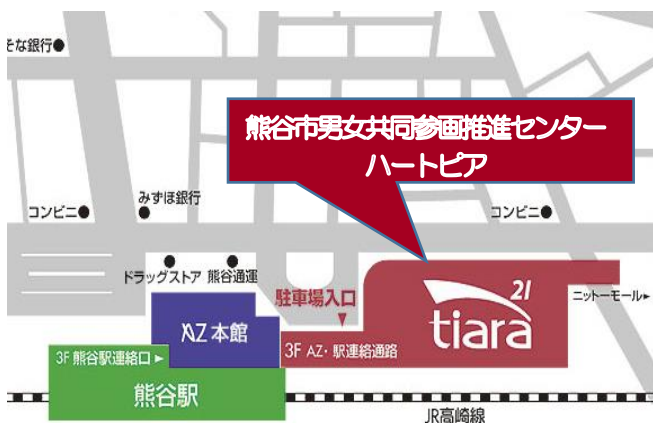 そな銀行●
熊谷市男女共同参画推進センター
ハートピア
コンビニ●
みずほ銀行
コンビニ●
ドラッグストア
熊谷通運
駐車場入口
21
tiara
ニットーモール
AZ本館
3F AZ・駅連絡通路
3F 熊谷駅連絡口
熊谷駅
JR高崎線